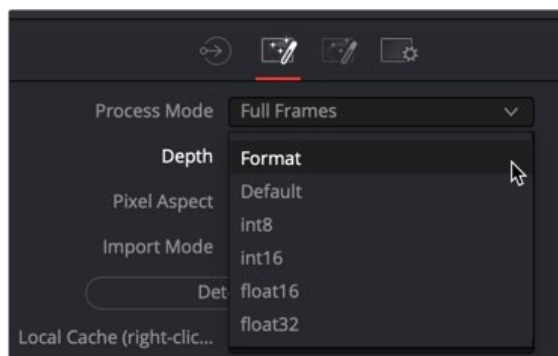 Process Mode Full Frames
Depth Format
Default
Pixel Aspect
int8
Import Mode
int16
Det float16
float32
Local Cache (right-clic...